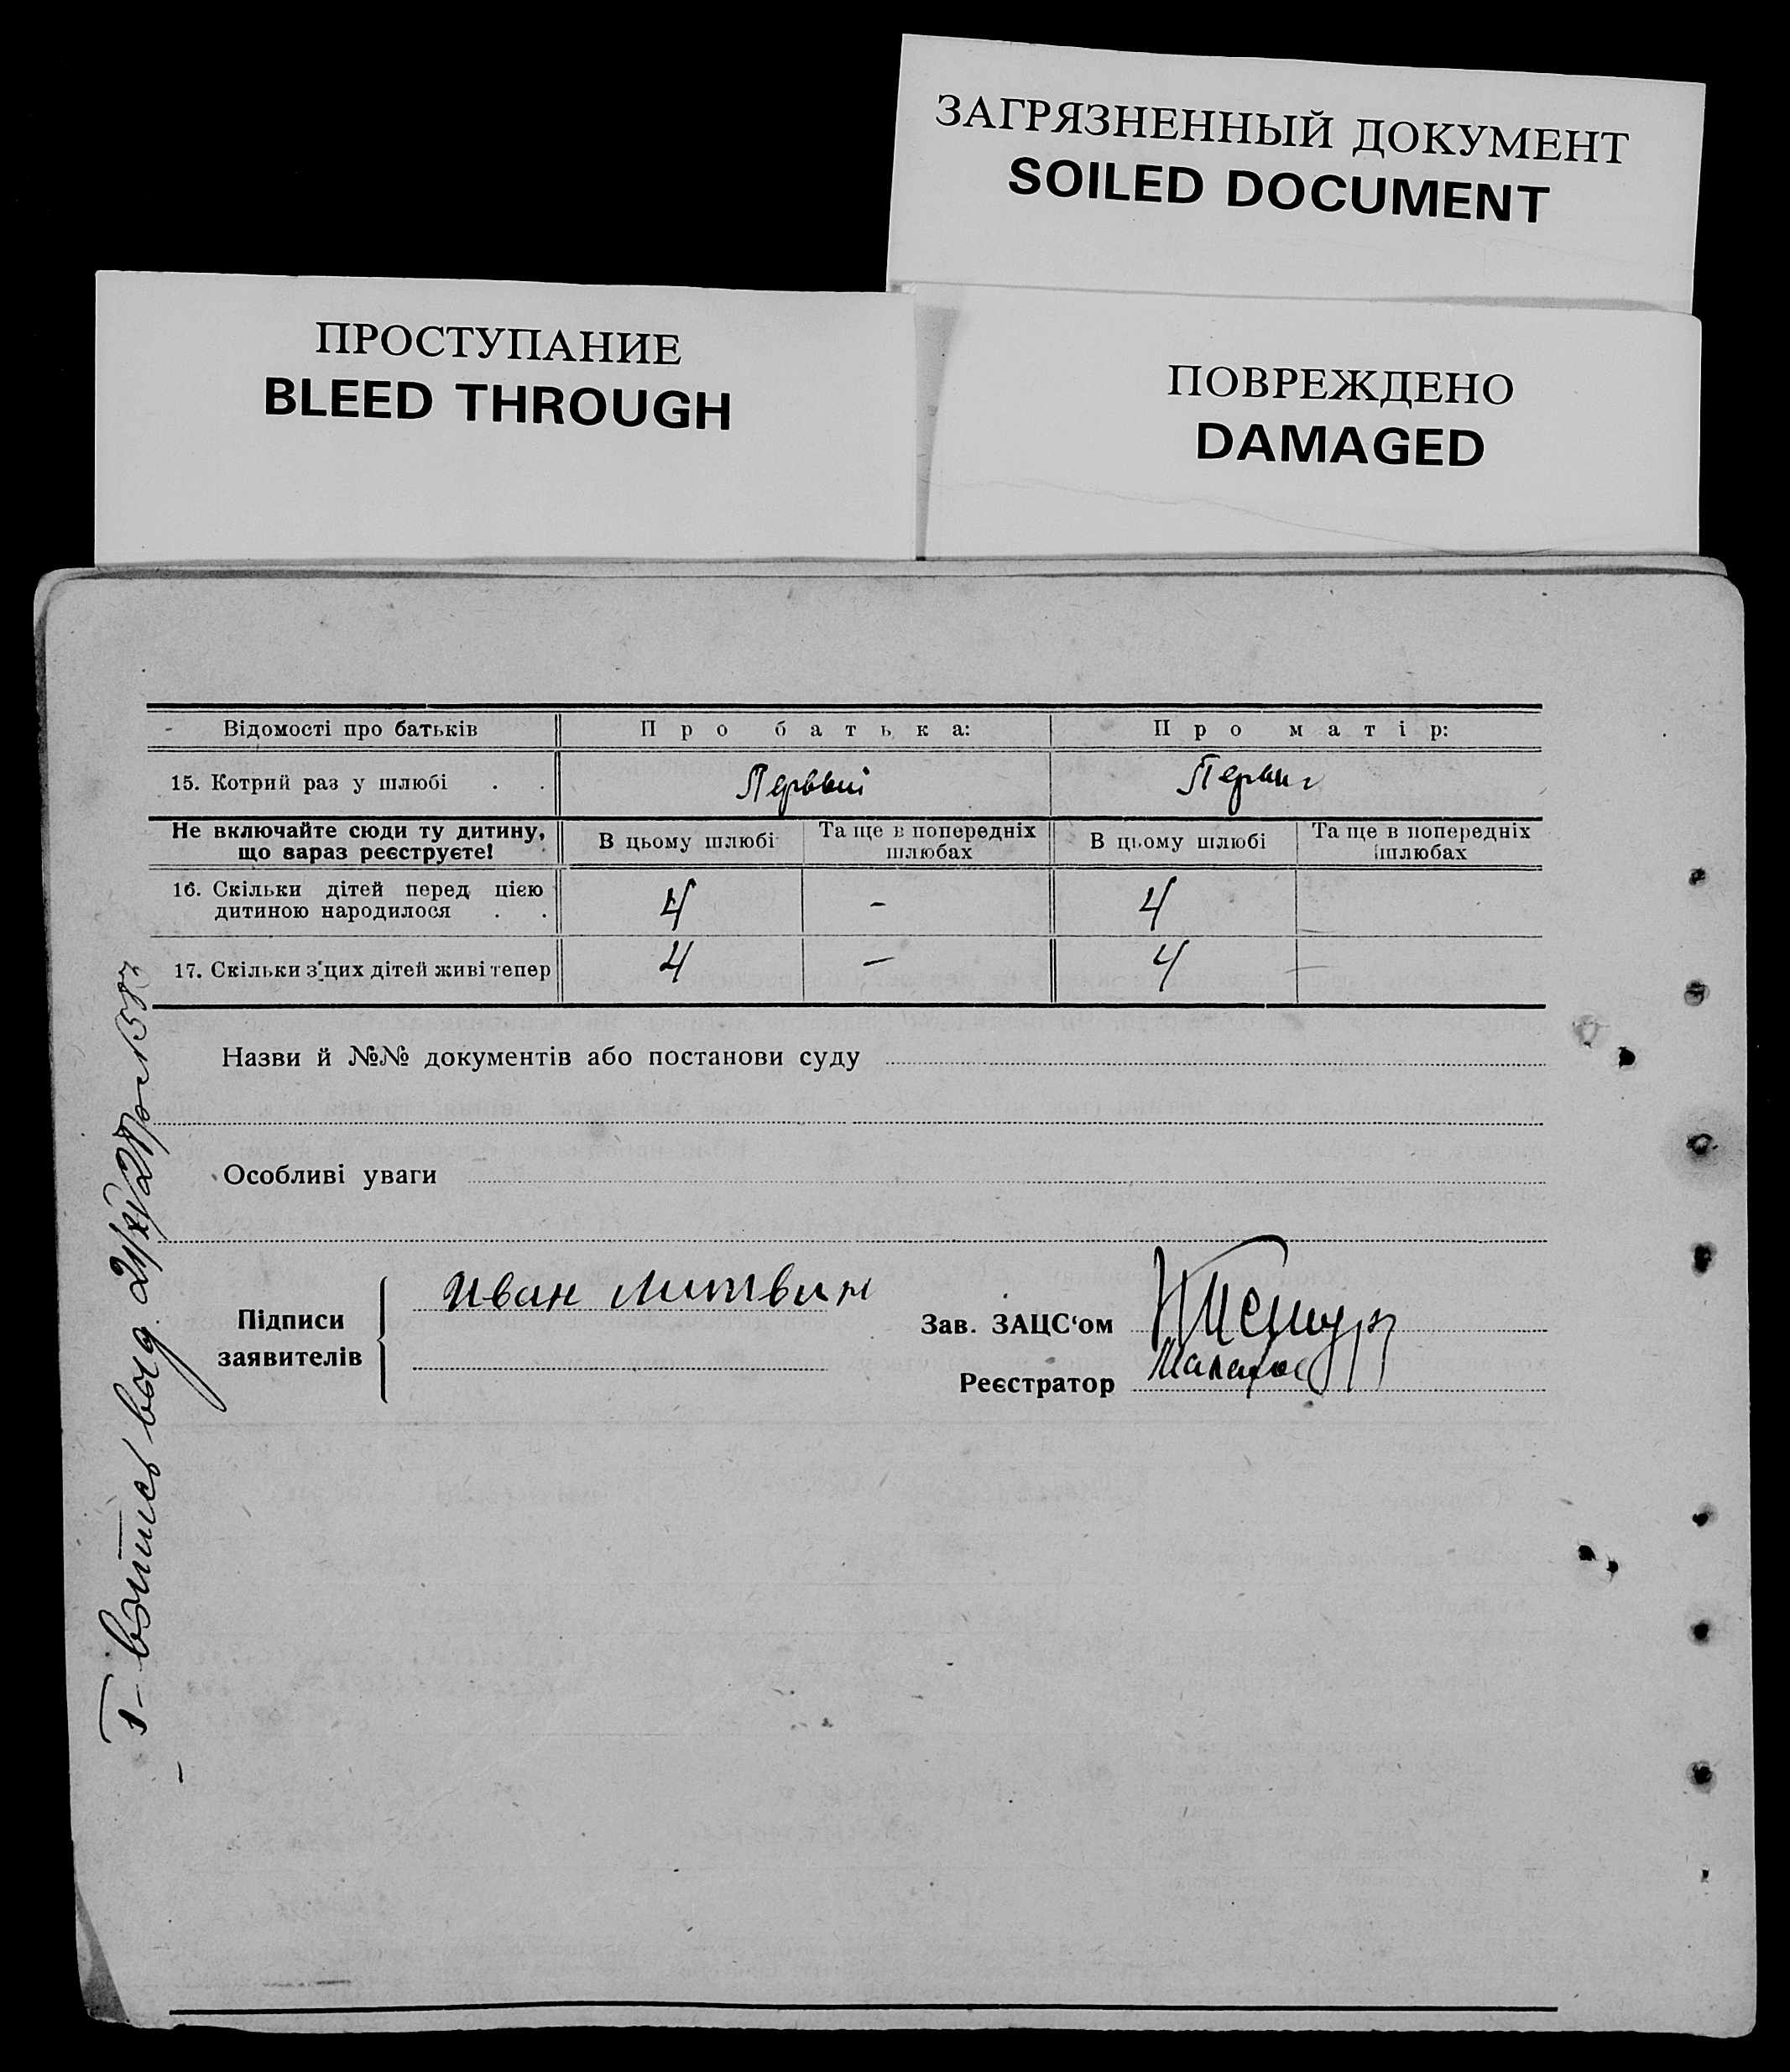 ЗАГРЯЗНЕННЫЙ ДОКУМЕНТ
SOILED DOCUMENT
ПРОСТУПАНИЕ
BLEED THROUGH
ПОВРЕЖДЕНО
DAMAGED
Відомості про батьків Про батька: Про матір:
15. Котрий раз у шлюбі . . Первый
Не включайте сюди ту дитину, що зараз реєструєте! В цьому шлюбі Та ще в попередніх шлюбах В цьому шлюбі Та ще в попередніх шлюбах
16. Скільки дітей перед цією
дитиною народилося . . 4 - 4
17. Скільки з цих дітей живі тепер 4 — 4
Назви й №№ документів або постанови суду
Особливі уваги
Підписи
заявителів
Иван Литвин
Зав. ЗАЦС‘ом
Реєстратор